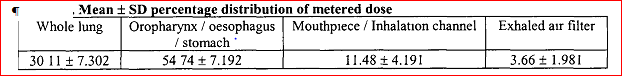 ¶ , Mean ± SD percentage distribution of metered dose
Whole lung Oropharynx / oesophagus / stomach Mouthpiece / Inhalation channel Exhaled air filter
30 11 ± 7.302 54 74 ± 7.192 11.48 ± 4.191 3.66 ± 1.981